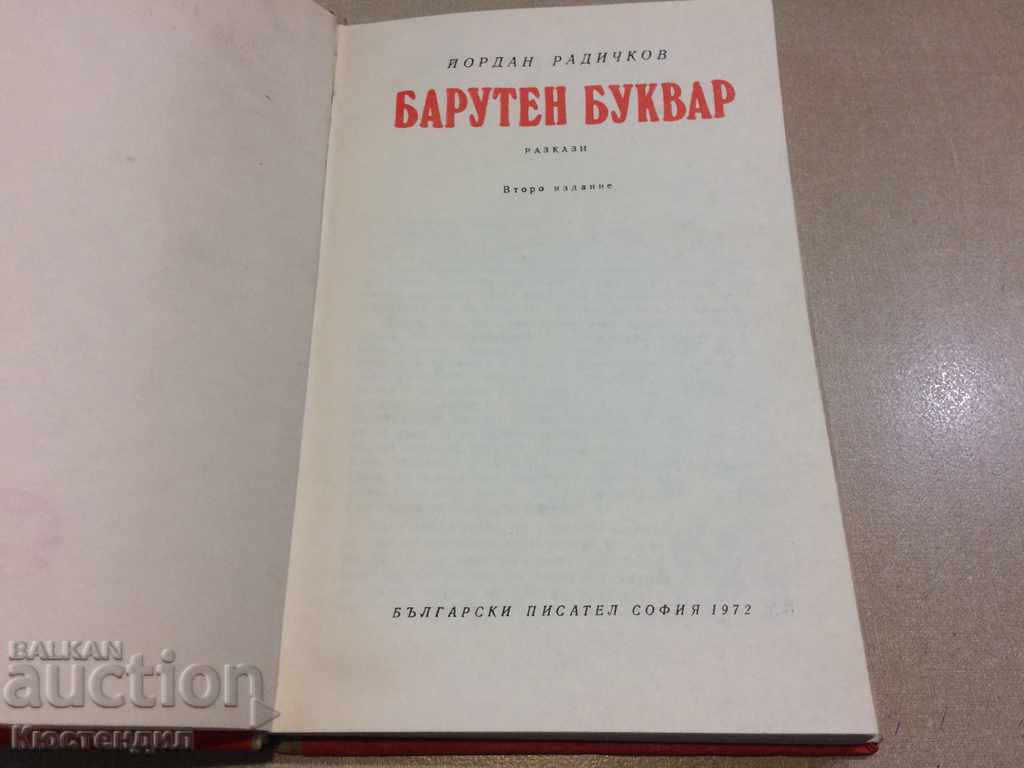 ЙОРДАН РАДИЧКОВ
БАРУТЕН БУКВАР
РАЗКАЗИ
Второ издание
БЪЛГАРСКИ ПИСАТЕЛ СОФИЯ 1972
BALKAN
auction
Кюстендил